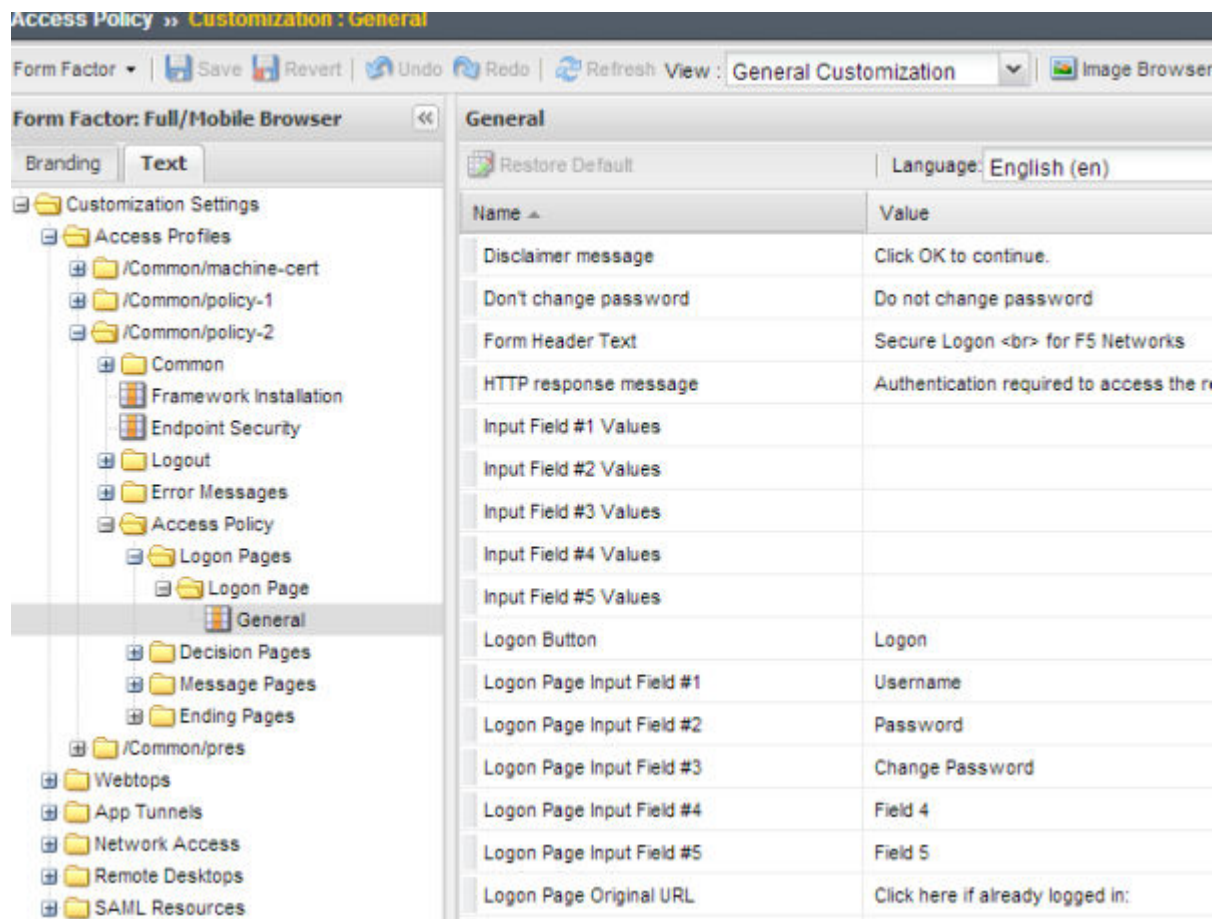 Access Policy ›› Customization : General
Form Factor Save Revert Undo Redo Refresh View : General Customization Image Browser
Form Factor: Full/Mobile Browser
Branding Text
Customization Settings
Access Profiles
/Common/machine-cert
/Common/policy-1
/Common/policy-2
Common
Framework Installation
Endpoint Security
Logout
Error Messages
Access Policy
Logon Pages
Logon Page
General
Decision Pages
Message Pages
Ending Pages
/Common/pres
Webtops
App Tunnels
Network Access
Remote Desktops
SAML Resources
General
Restore Default Language: English (en)
Name Value
Disclaimer message Click OK to continue.
Don't change password Do not change password
Form Header Text Secure Logon <br> for F5 Networks
HTTP response message Authentication required to access the
Input Field #1 Values
Input Field #2 Values
Input Field #3 Values
Input Field #4 Values
Input Field #5 Values
Logon Button Logon
Logon Page Input Field #1 Username
Logon Page Input Field #2 Password
Logon Page Input Field #3 Change Password
Logon Page Input Field #4 Field 4
Logon Page Input Field #5 Field 5
Logon Page Original URL Click here if already logged in: